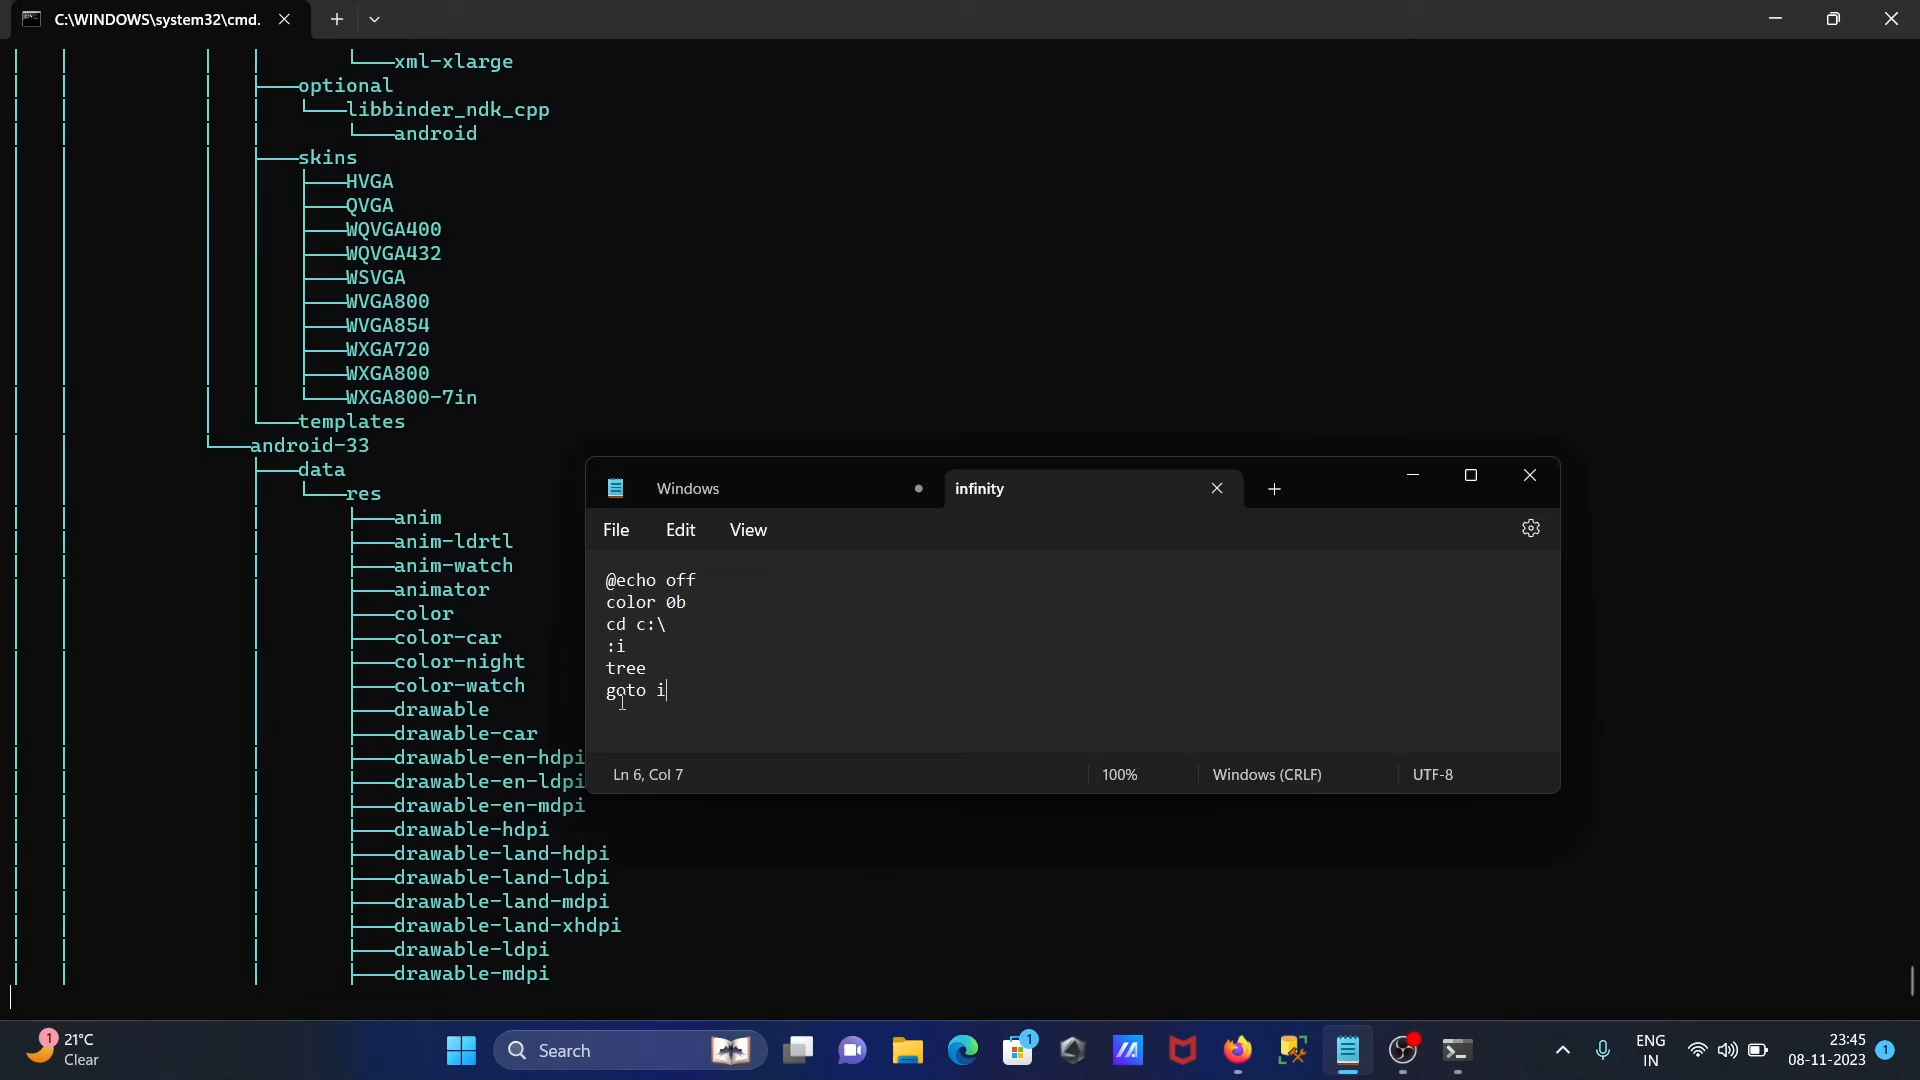 C:\WINDOWS\system32\cmd.
xml-xlarge
optional
libbinder_ndk_cpp
android
skins
HVGA
QVGA
WQVGA400
WQVGA432
WSVGA
WVGA800
WVGA854
WXGA720
WXGA800
WXGA800-7in
templates
android-33
data
res
anim
anim-ldrtl
anim-watch
animator
color
color-car
color-night
color-watch
drawable
drawable-car
drawable-en-hdpi
drawable-en-ldpi
drawable-en-mdpi
drawable-hdpi
drawable-land-hdpi
drawable-land-ldpi
drawable-land-mdpi
drawable-land-xhdpi
drawable-ldpi
drawable-mdpi
Windows infinity
File Edit View
@echo off
color 0b
cd c:\
:i
tree
goto i
Ln 6, Col 7 100% Windows (CRLF) UTF-8
1 21°C
Clear
Search
1
ENG
IN
23:45
08-11-2023
1